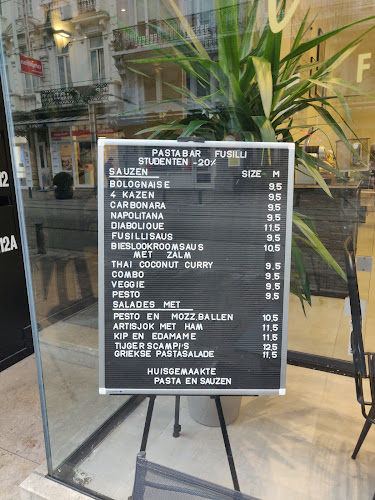 PASTABAR FUSILLI
STUDENTEN -20%
SAUZEN SIZE M
BOLOGNAISE 9,5
4 KAZEN 9,5
CARBONARA 9,5
NAPOLITANA 9,5
DIABOLIQUE 11,5
FUSILLISAUS 9,5
BIESLOOKROOMSAUS 10,5
MET ZALM
THAI COCONUT CURRY 9,5
COMBO 9,5
VEGGIE 9,5
PESTO 9,5
SALADES MET
PESTO EN MOZZ.BALLEN 10,5
ARTISJOK MET HAM 11,5
KIP EN EDAMAME 11,5
TIJGERSCAMPI'S 12,5
GRIEKSE PASTASALADE 11,5
HUISGEMAAKTE
PASTA EN SAUZEN
12A